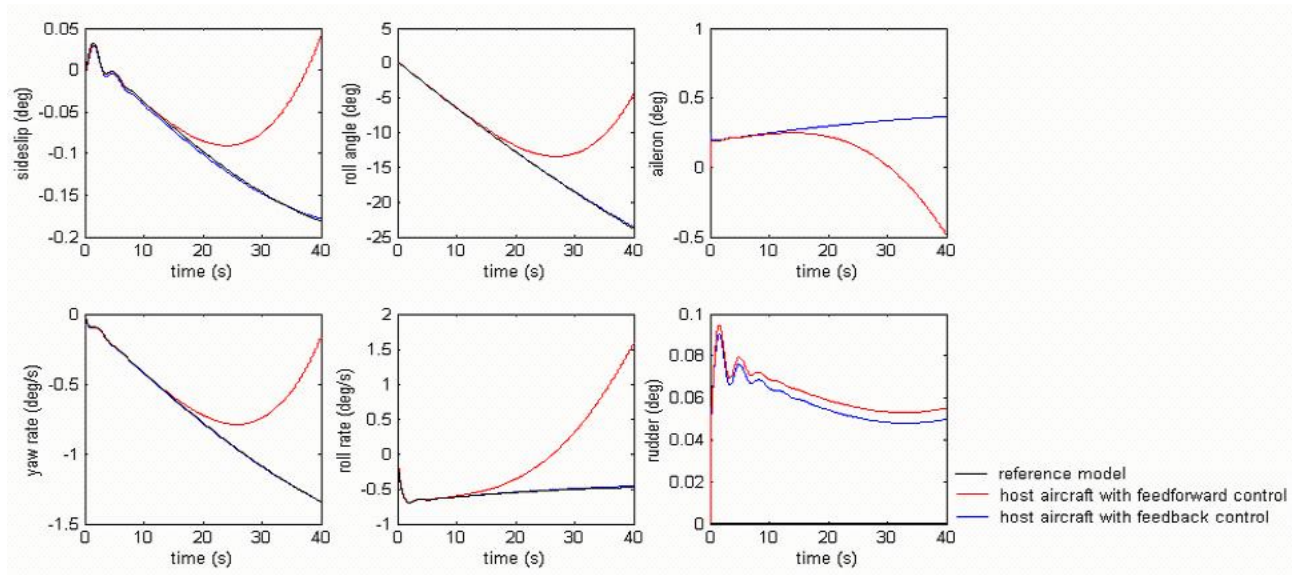 0.05
0
-0.05
-0.1
-0.15
-0.2
sideslip (deg)
0 10 20 30 40
time (s)
5
0
-5
-10
-15
-20
-25
roll angle (deg)
0 10 20 30 40
time (s)
1
0.5
0
-0.5
aileron (deg)
0 10 20 30 40
time (s)
0
-0.5
-1
-1.5
yaw rate (deg/s)
0 10 20 30 40
time (s)
2
1.5
1
0.5
0
-0.5
-1
roll rate (deg/s)
0 10 20 30 40
time (s)
0.1
0.08
0.06
0.04
0.02
0
rudder (deg)
0 10 20 30 40
time (s)
reference model
host aircraft with feedforward control
host aircraft with feedback control